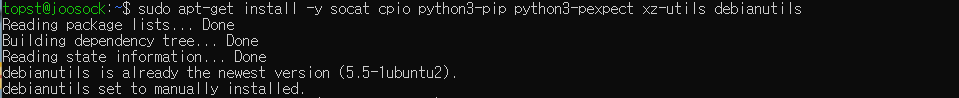 topst@joosock:~$ sudo apt-get install -y socat cpio python3-pip python3-pexpect xz-utils debianutils
Reading package lists... Done
Building dependency tree... Done
Reading state information... Done
debianutils is already the newest version (5.5-1ubuntu2).
debianutils set to manually installed.